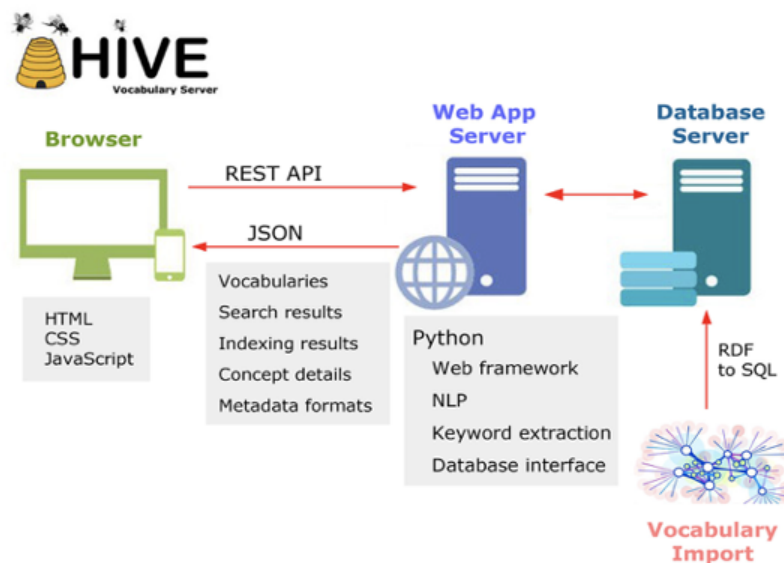 HIVE
Vocabulary Server
Browser
Web App
Server
Database
Server
REST API
JSON
HTML
CSS
JavaScript
Vocabularies
Search results
Indexing results
Concept details
Metadata formats
Python
Web framework
NLP
Keyword extraction
Database interface
RDF
to SQL
Vocabulary
Import